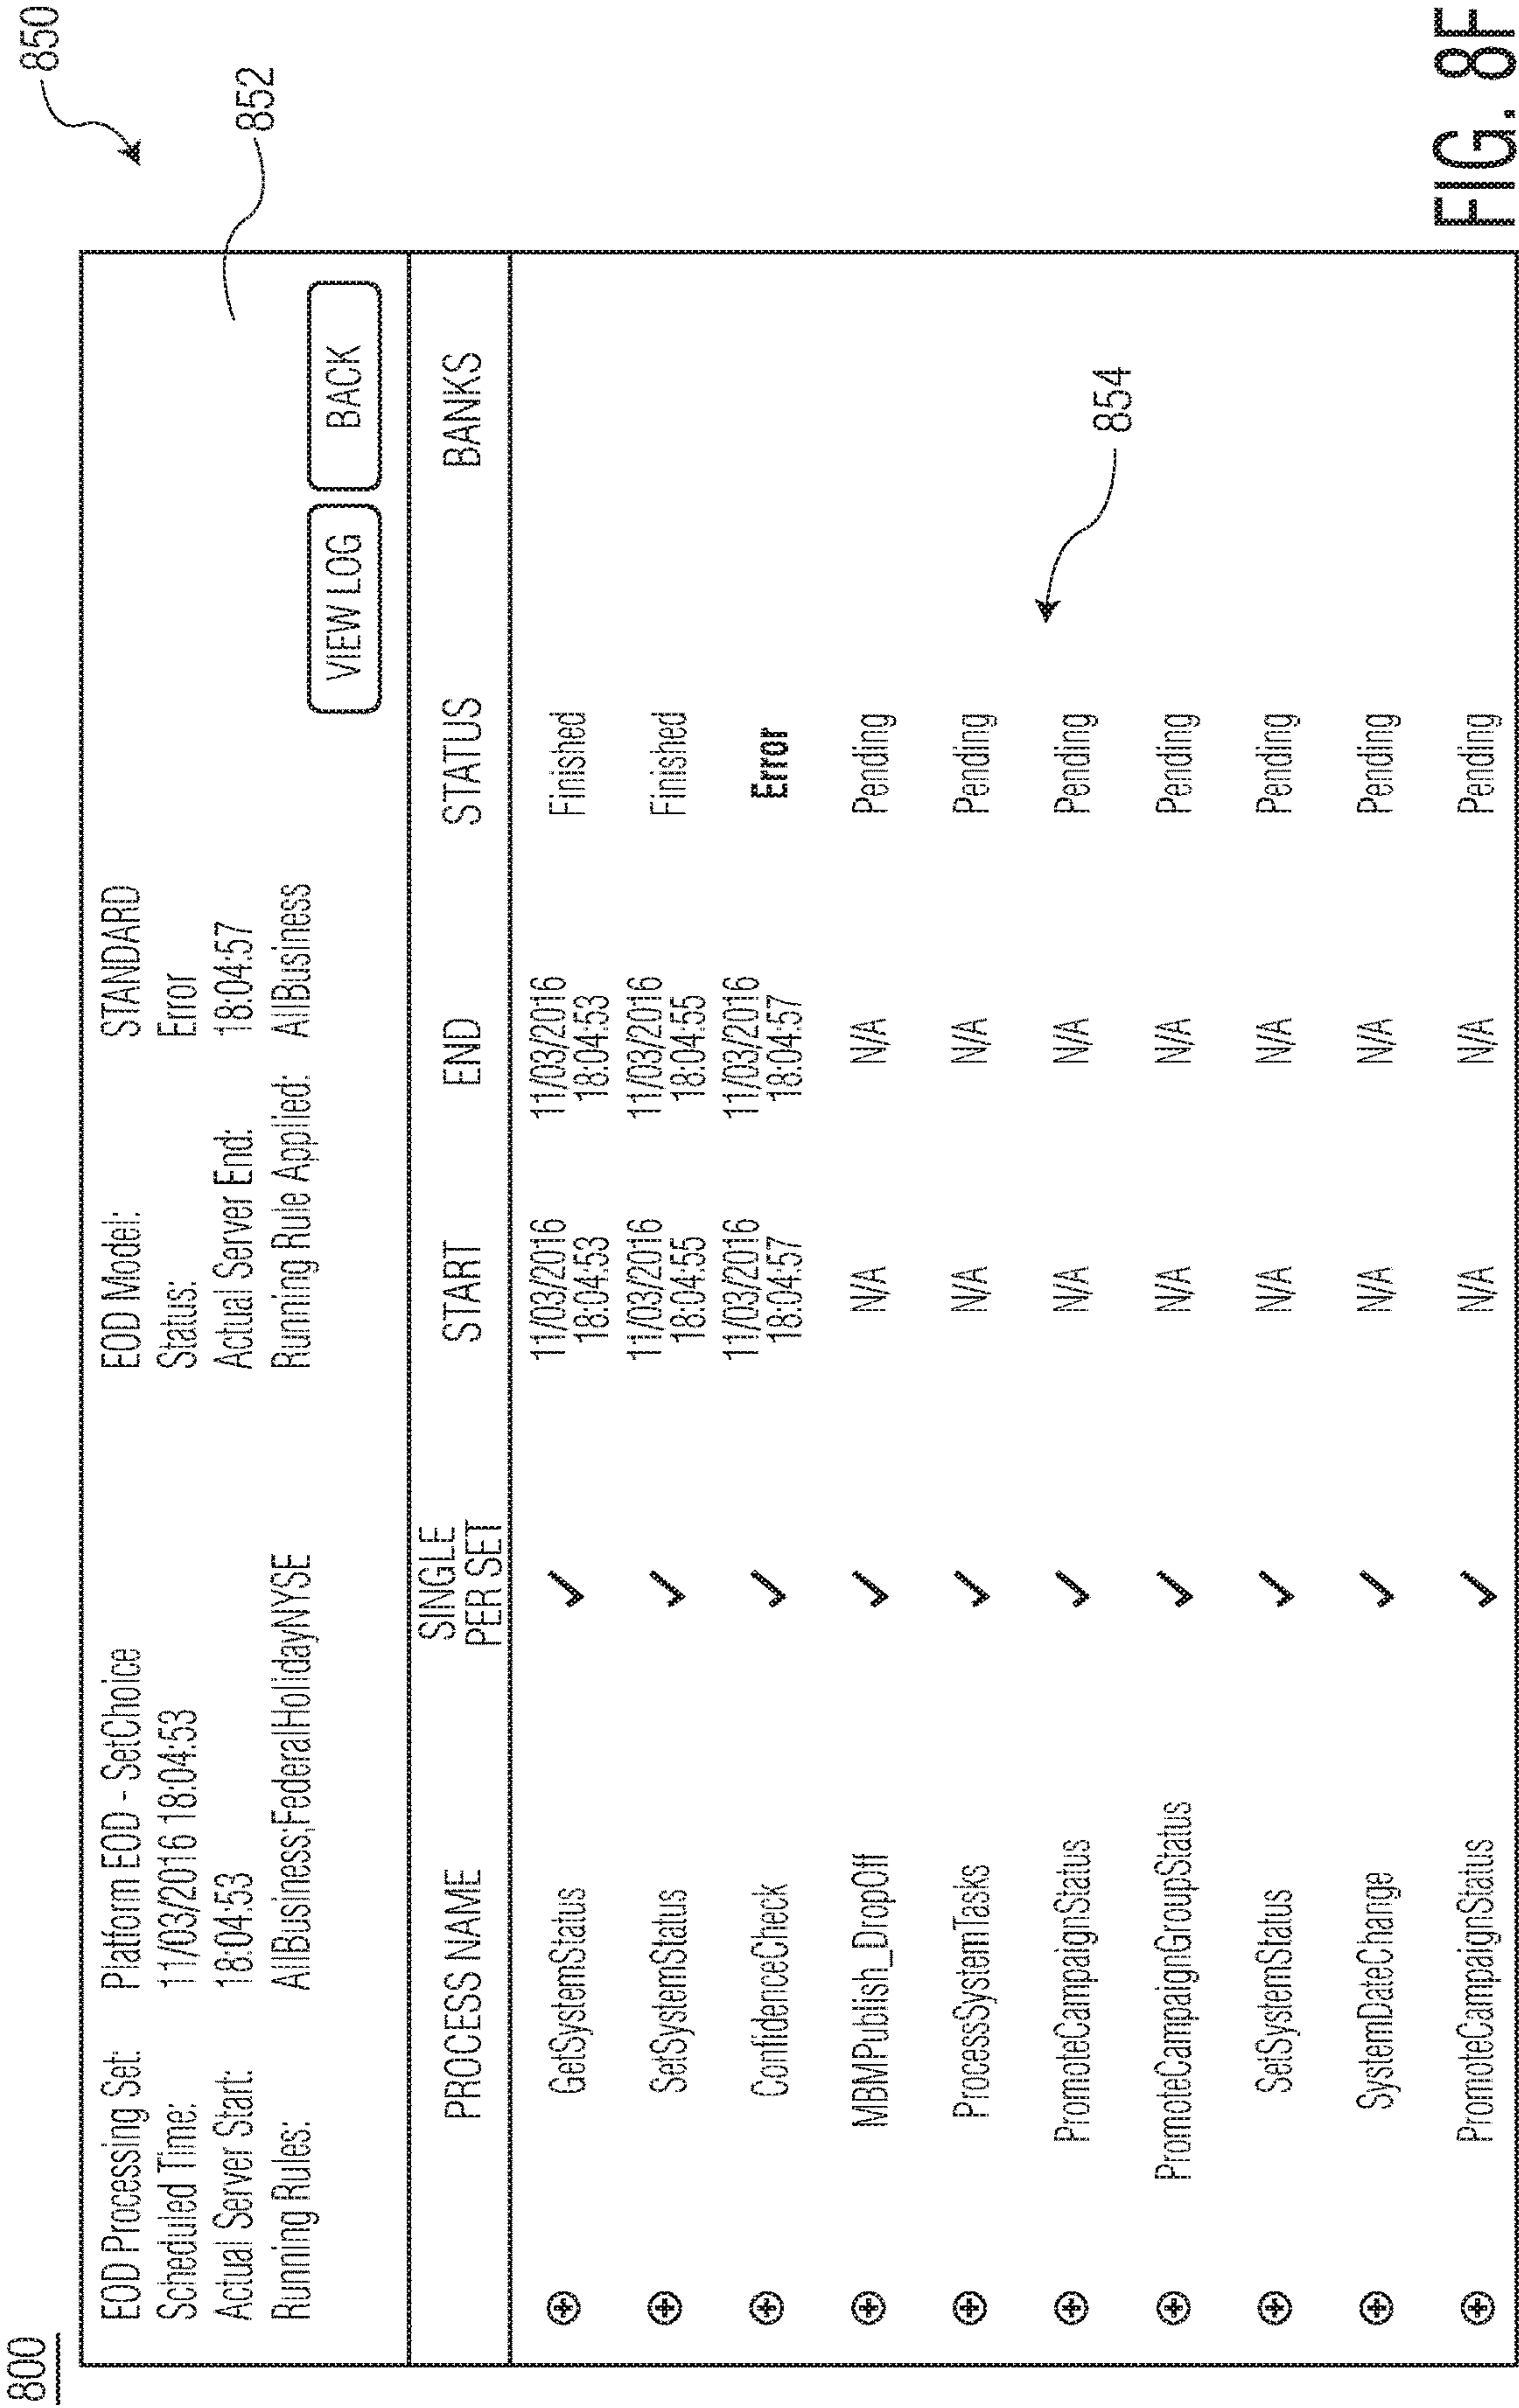 800
850
852
EOD Processing Set: Platform EOD - SetChoice EOD Model: STANDARD
Scheduled Time: 11/03/2016 18:04:53 Status: Error
Actual Server Start: 18:04:53 Actual Server End: 18:04:57
Running Rules: AllBusiness;FederalHolidayNYSE Running Rule Applied: AllBusiness
VIEW LOG BACK
PROCESS NAME SINGLE PER SET START END STATUS BANKS
GetSystemStatus ✓ 11/03/2016 11/03/2016 Finished
18:04:53 18:04:53
SetSystemStatus ✓ 11/03/2016 11/03/2016 Finished
18:04:55 18:04:55
ConfidenceCheck ✓ 11/03/2016 11/03/2016 Error
18:04:57 18:04:57
MBMPublish_DropOff ✓ N/A N/A Pending
ProcessSystemTasks ✓ N/A N/A Pending
PromoteCampaignStatus ✓ N/A N/A Pending
PromoteCampaignGroupStatus ✓ N/A N/A Pending
SetSystemStatus ✓ N/A N/A Pending
SystemDateChange ✓ N/A N/A Pending
PromoteCampaignStatus ✓ N/A N/A Pending
854
FIG. 8F